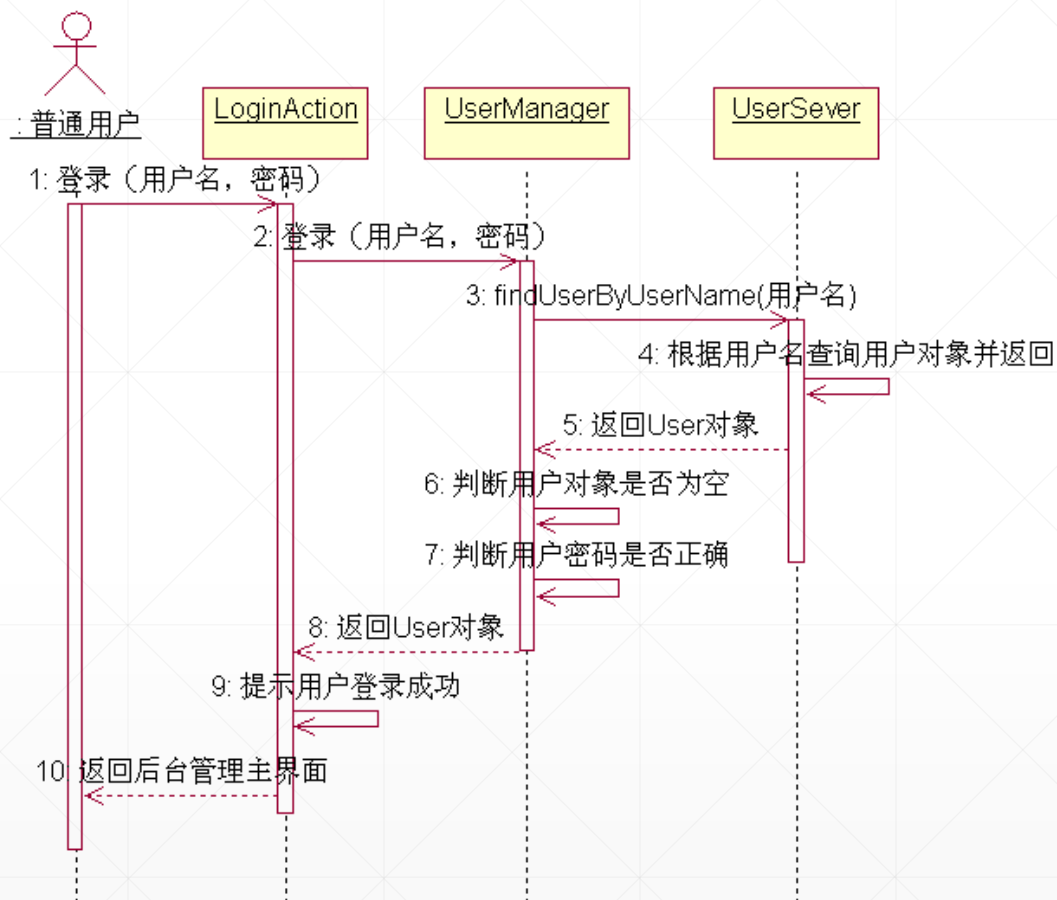 : 普通用户
LoginAction
UserManager
UserSever
1: 登录（用户名，密码）
2: 登录（用户名，密码）
3: findUserByUserName(用户名)
4: 根据用户名查询用户对象并返回
5: 返回User对象
6: 判断用户对象是否为空
7: 判断用户密码是否正确
8: 返回User对象
9: 提示用户登录成功
10: 返回后台管理主界面